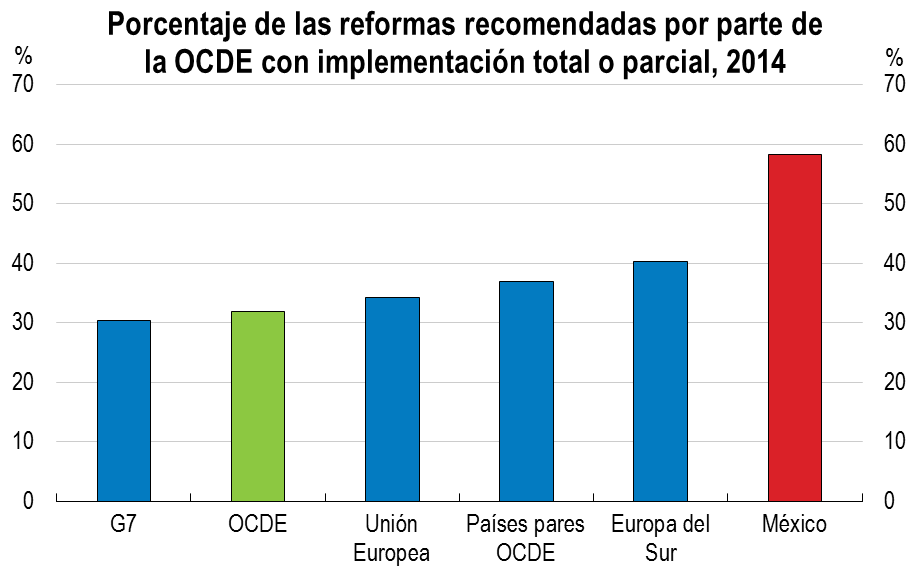 Porcentaje de las reformas recomendadas por parte de
la OCDE con implementación total o parcial, 2014
% %
70 70
60 60
50 50
40 40
30 30
20 20
10 10
0 0
G7 OCDE Unión Países pares Europa del México
Europea OCDE Sur